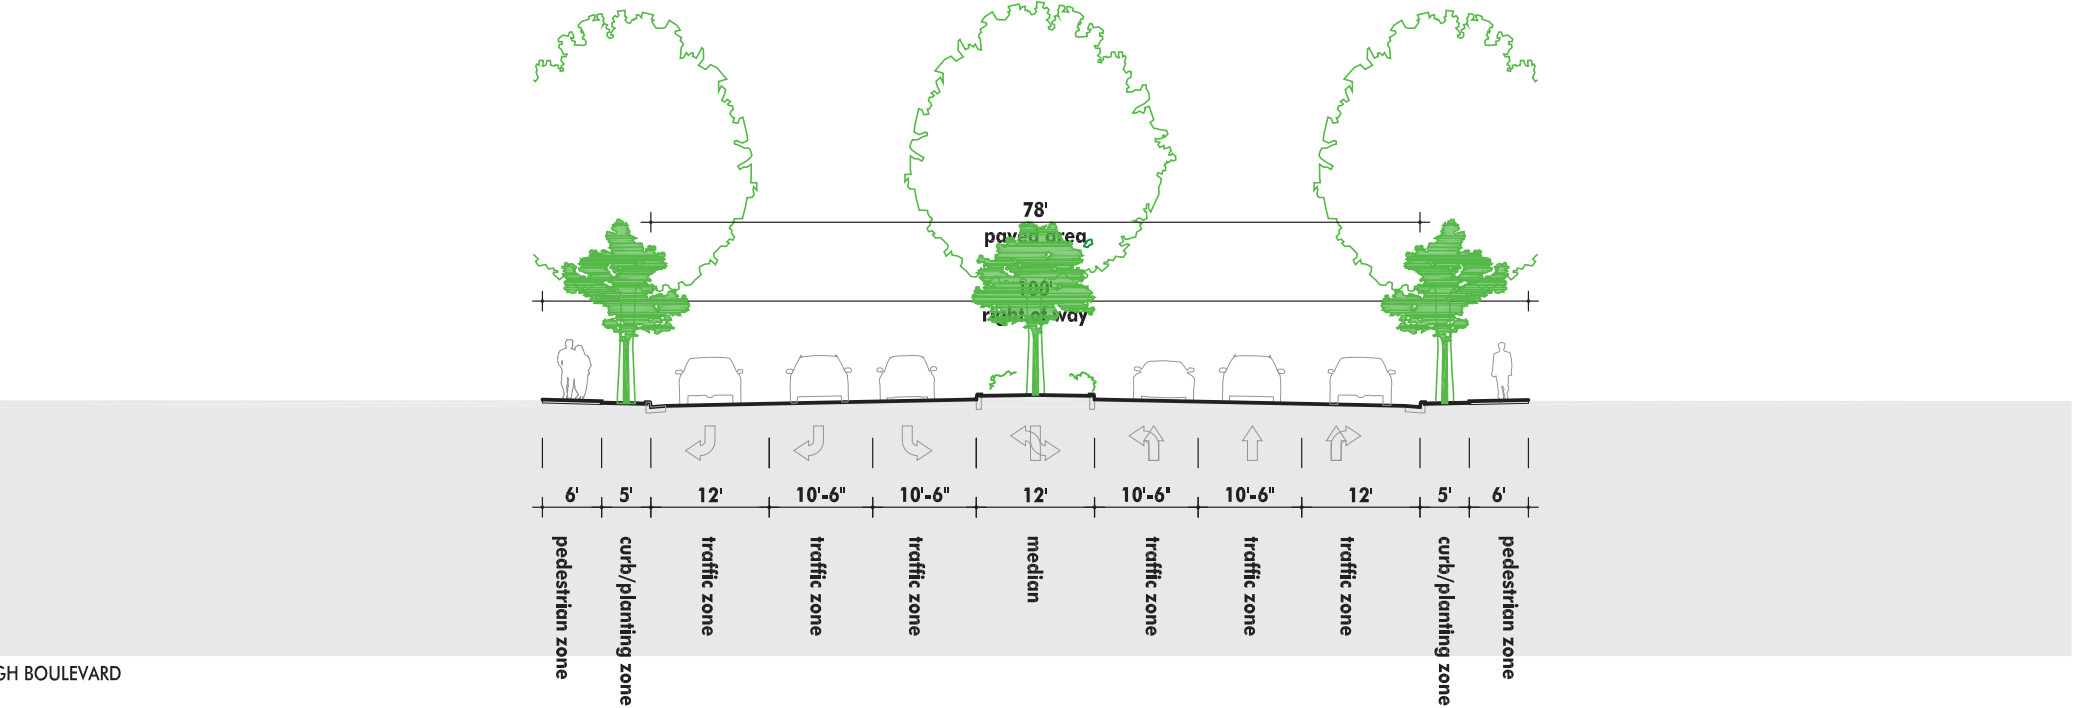 78'
paved area
100'
right of way
6'
5'
12'
10'-6"
10'-6"
12'
10'-6"
10'-6"
12'
5'
6'
pedestrian zone
curb/planting zone
traffic zone
traffic zone
traffic zone
median
traffic zone
traffic zone
traffic zone
curb/planting zone
pedestrian zone
GH BOULEVARD